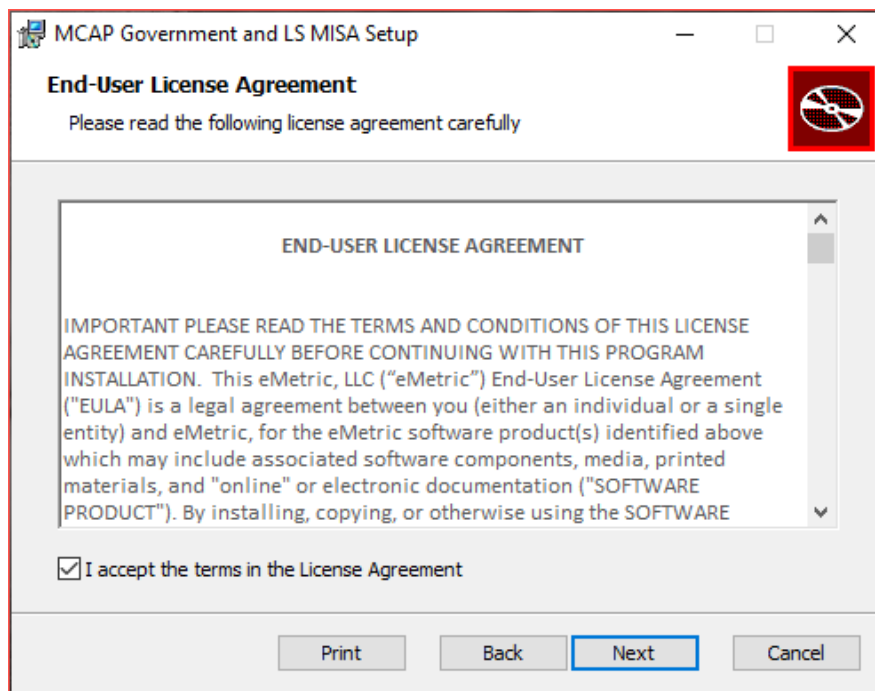 MCAP Government and LS MISA Setup
End-User License Agreement
Please read the following license agreement carefully
END-USER LICENSE AGREEMENT
IMPORTANT PLEASE READ THE TERMS AND CONDITIONS OF THIS LICENSE
AGREEMENT CAREFULLY BEFORE CONTINUING WITH THIS PROGRAM
INSTALLATION.  This eMetric, LLC (“eMetric”) End-User License Agreement
("EULA") is a legal agreement between you (either an individual or a single
entity) and eMetric, for the eMetric software product(s) identified above
which may include associated software components, media, printed
materials, and "online" or electronic documentation ("SOFTWARE
PRODUCT"). By installing, copying, or otherwise using the SOFTWARE
I accept the terms in the License Agreement
Print Back Next Cancel